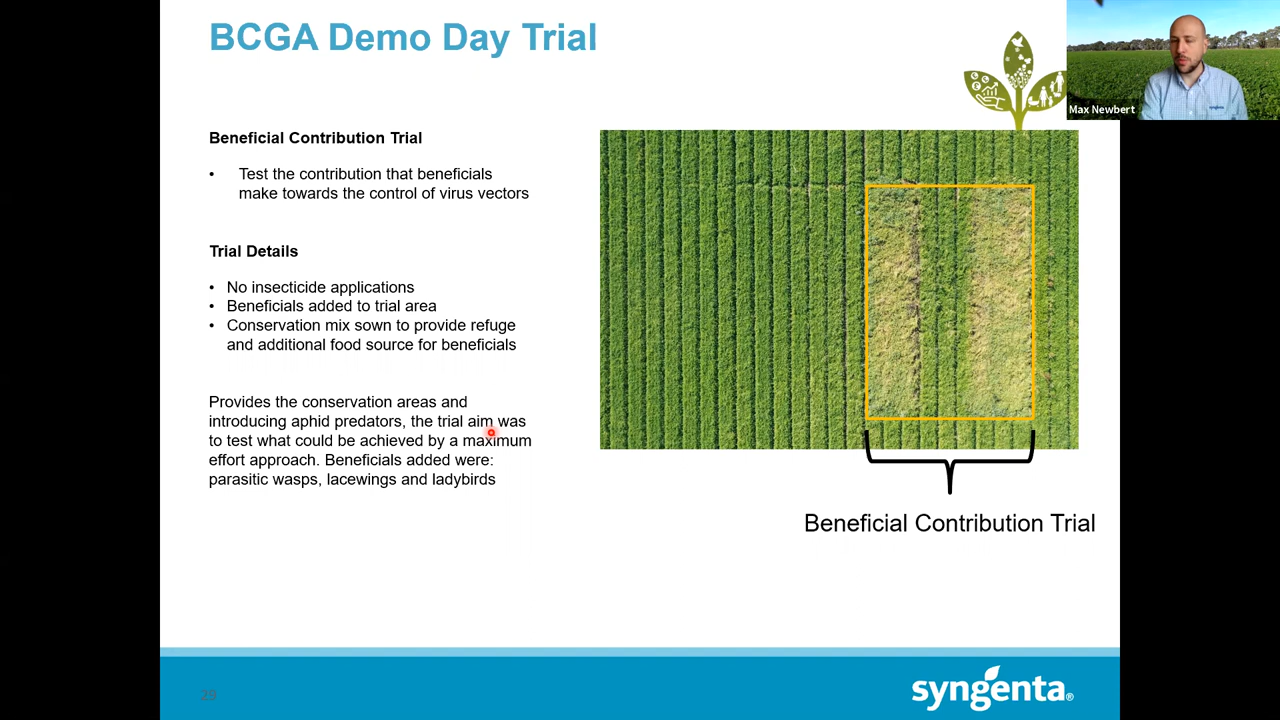 BCGA Demo Day Trial
Max Newbert
Beneficial Contribution Trial
• Test the contribution that beneficials
make towards the control of virus vectors
Trial Details
• No insecticide applications
• Beneficials added to trial area
• Conservation mix sown to provide refuge
and additional food source for beneficials
Provides the conservation areas and
introducing aphid predators, the trial aim was
to test what could be achieved by a maximum
effort approach. Beneficials added were:
parasitic wasps, lacewings and ladybirds
Beneficial Contribution Trial
29
syngenta®